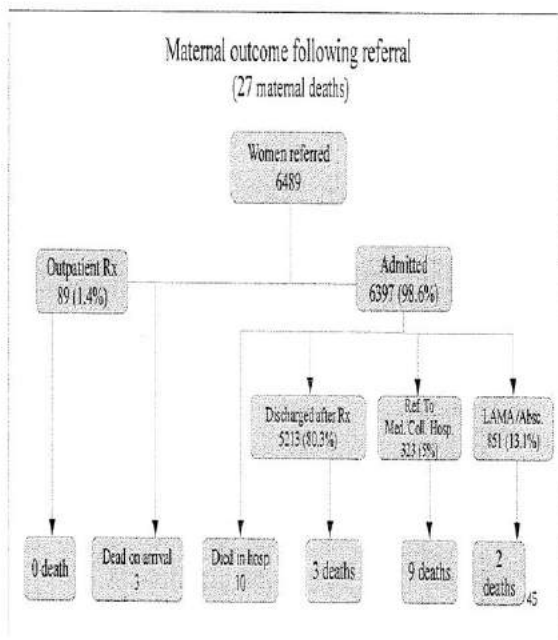 Maternal outcome following referral
(27 maternal deaths)
Women referred
6489
Outpatient Rx
89 (1.4%)
Admitted
6397 (98.6%)
Discharged after Rx
5213 (80.3%)
Ref. To
Med. Coll. Hosp.
323 (5%)
LAMA /Absc.
851 (13.1%)
0 death
Dead on arrival
3
Died in hosp
10
3 deaths
9 deaths
2
deaths
45